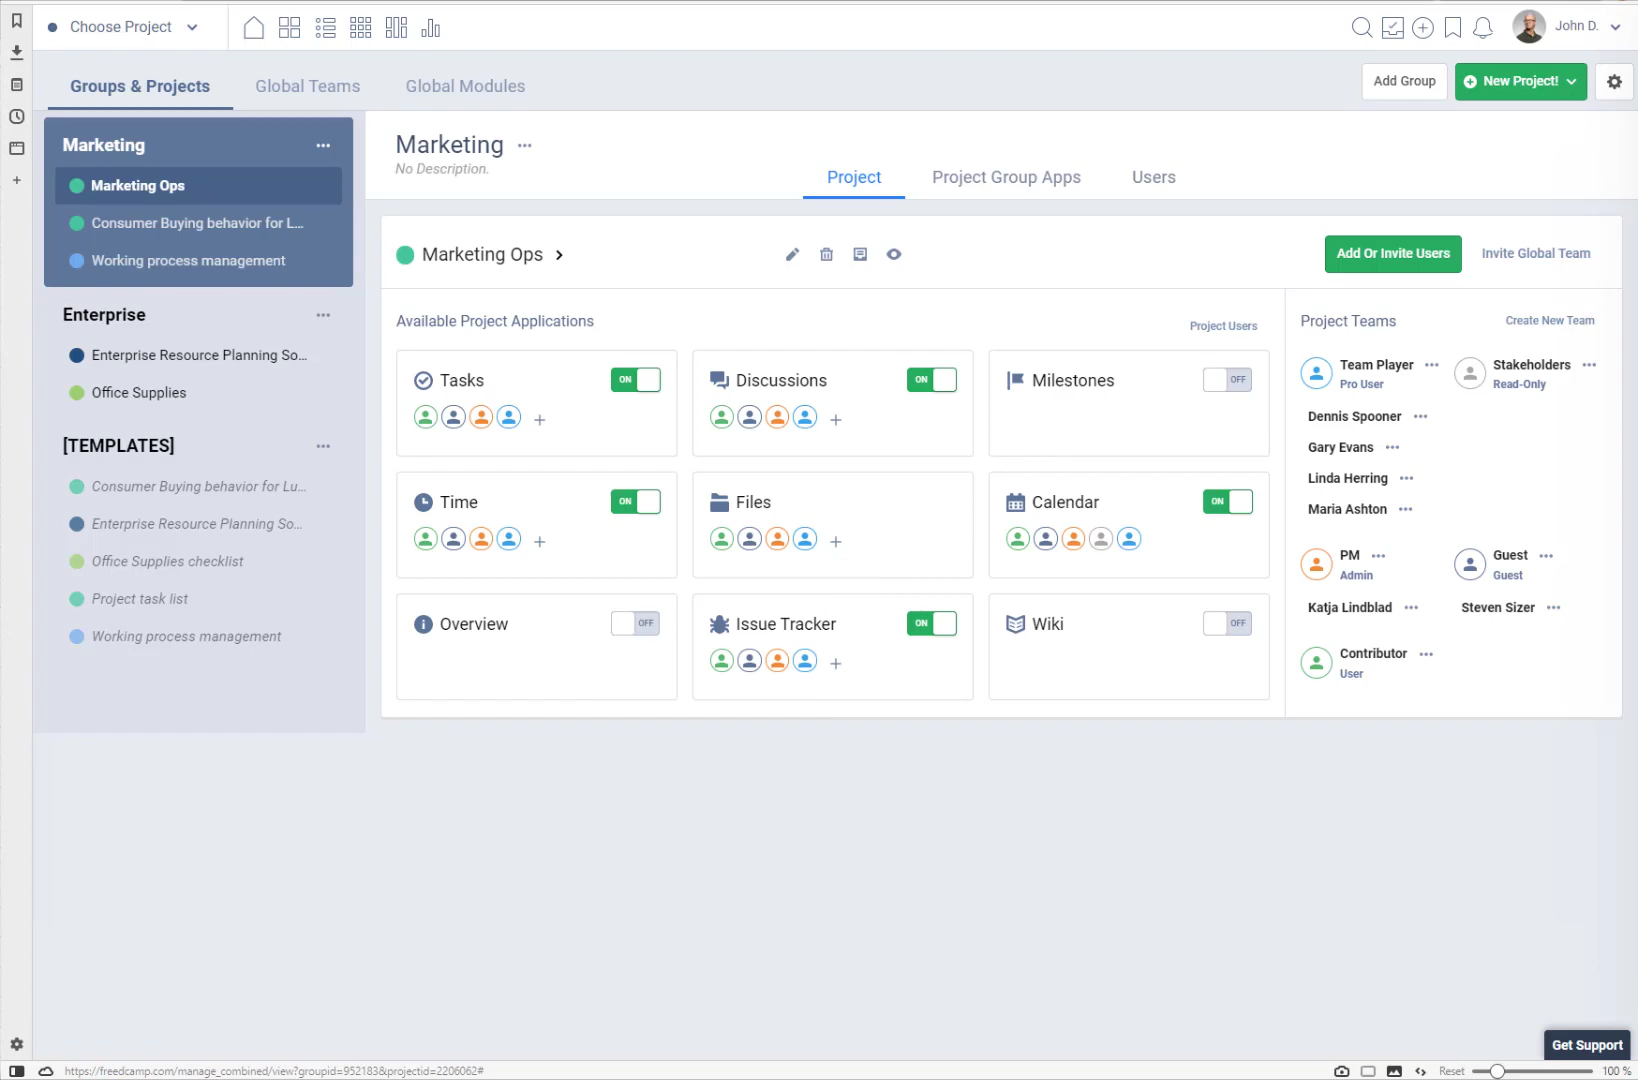 Choose Project
John D.
Groups & Projects
Global Teams
Global Modules
Add Group
New Project!
Marketing
Marketing Ops
Consumer Buying behavior for L...
Working process management
Enterprise
Enterprise Resource Planning So...
Office Supplies
[TEMPLATES]
Consumer Buying behavior for Lu...
Enterprise Resource Planning So...
Office Supplies checklist
Project task list
Working process management
Marketing
No Description.
Project
Project Group Apps
Users
Marketing Ops
Add Or Invite Users
Invite Global Team
Available Project Applications
Project Users
Tasks
ON
Discussions
ON
Milestones
OFF
Time
ON
Files
Calendar
ON
Overview
OFF
Issue Tracker
ON
Wiki
OFF
Project Teams
Create New Team
Team Player
Pro User
Dennis Spooner
Gary Evans
Linda Herring
Maria Ashton
Stakeholders
Read-Only
PM
Admin
Katja Lindblad
Guest
Guest
Steven Sizer
Contributor
User
Get Support
https://freedcamp.com/manage_combined/view?groupid=952183&projectid=2206062#
Reset
100 %